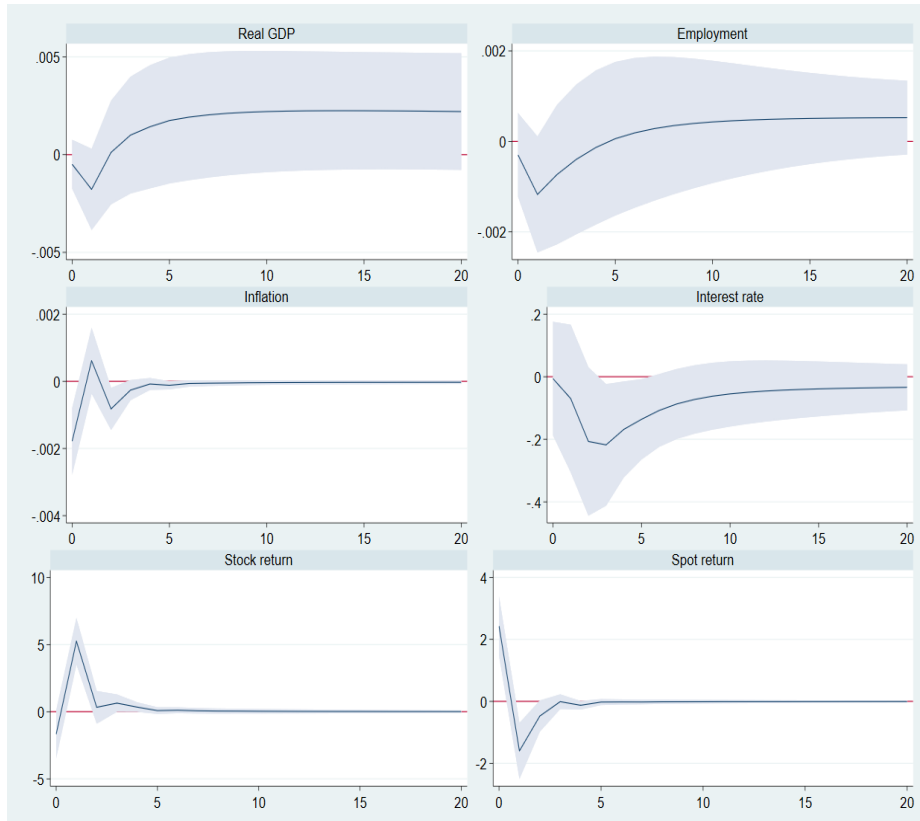 Real GDP
.005
0
-.005
0 5 10 15 20
Employment
.002
0
-.002
0 5 10 15 20
Inflation
.002
0
-.002
-.004
0 5 10 15 20
Interest rate
.2
0
-.2
-.4
0 5 10 15 20
Stock return
10
5
0
-5
0 5 10 15 20
Spot return
4
2
0
-2
0 5 10 15 20